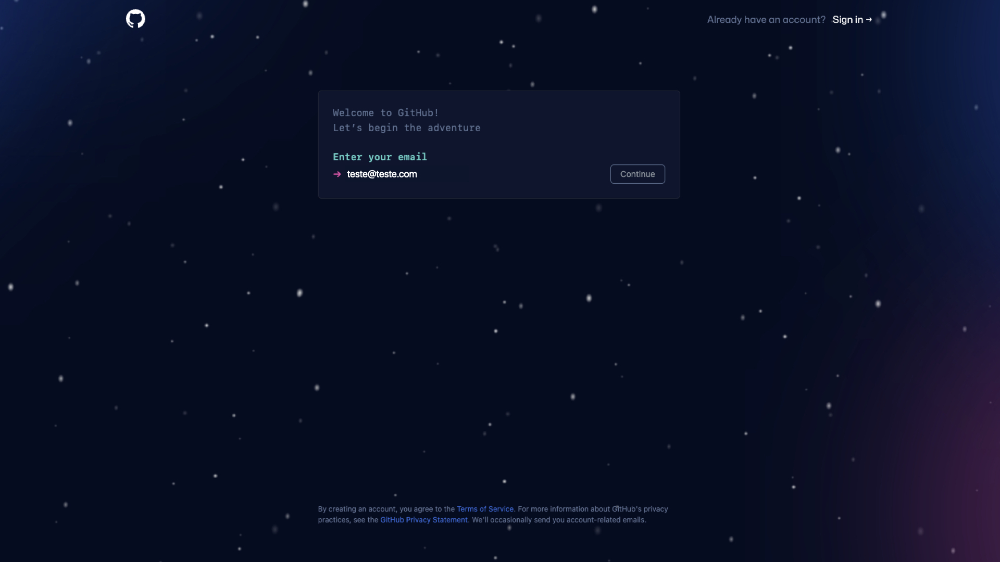 Already have an account? Sign in →
Welcome to GitHub!
Let’s begin the adventure
Enter your email
→ teste@teste.com
Continue
By creating an account, you agree to the Terms of Service. For more information about GitHub's privacy
practices, see the GitHub Privacy Statement. We'll occasionally send you account-related emails.